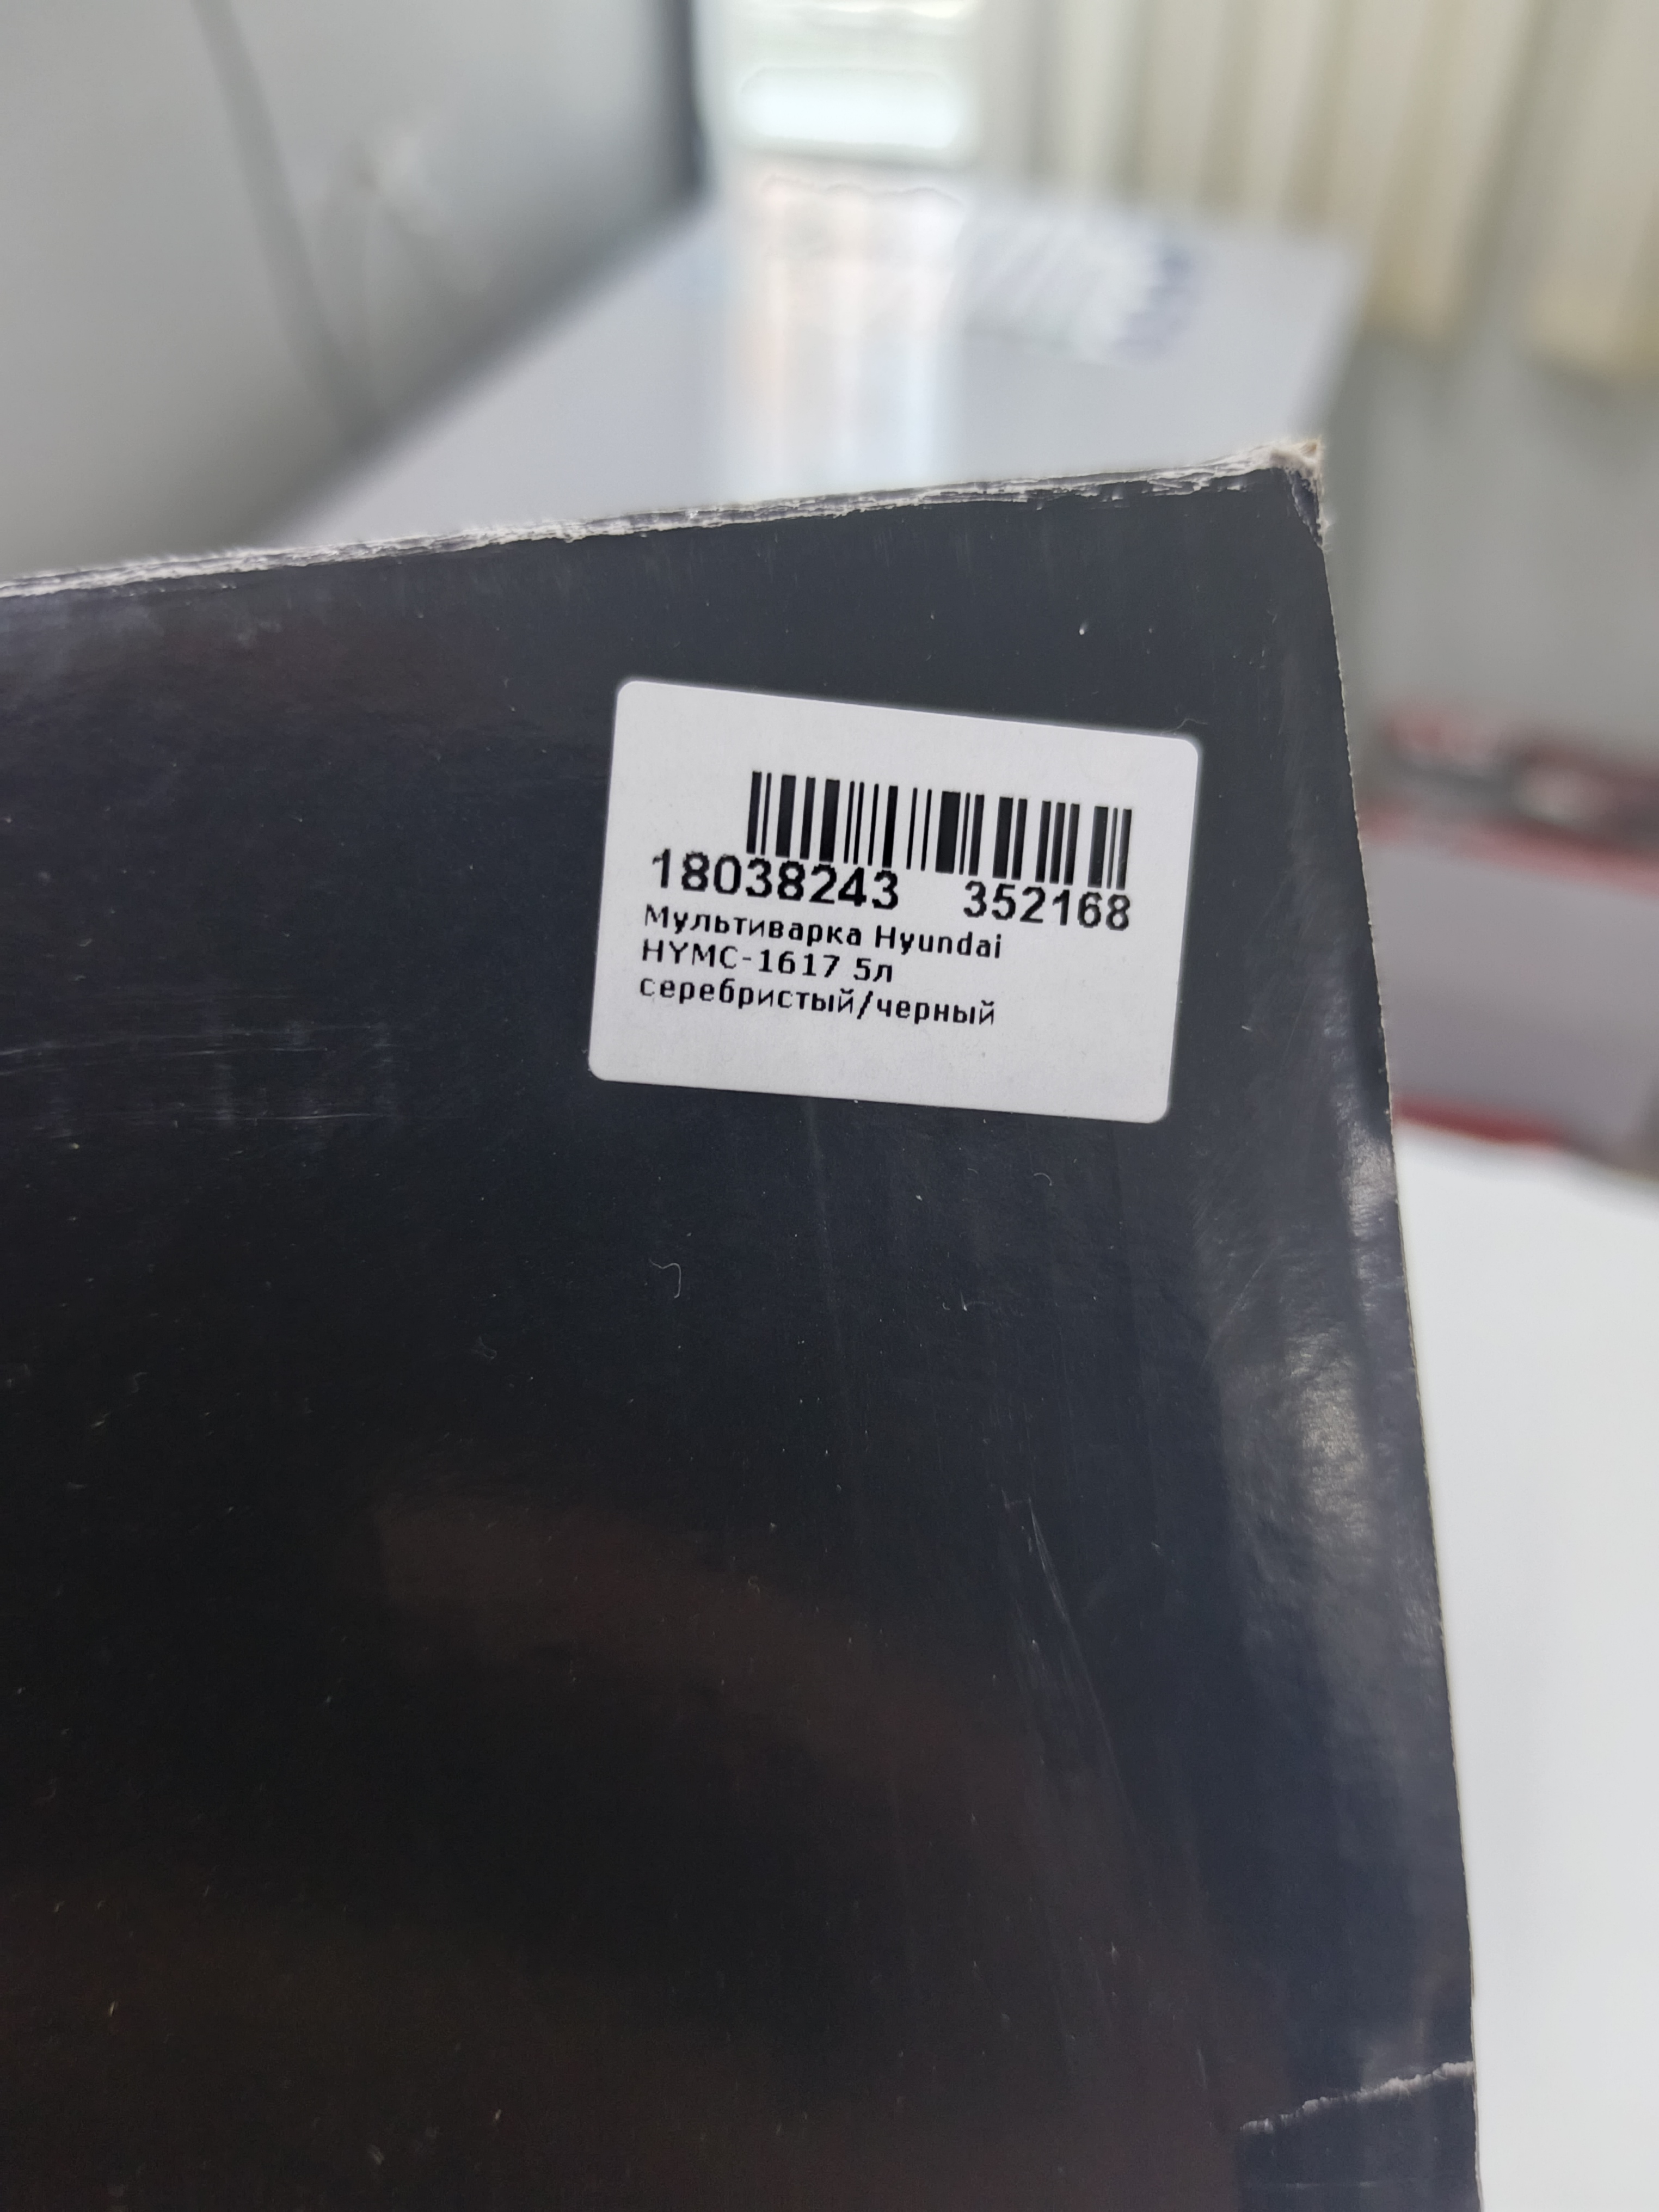 18038243 352168
Мультиварка Hyundai
HYMC-1617 5л
серебристый/черный